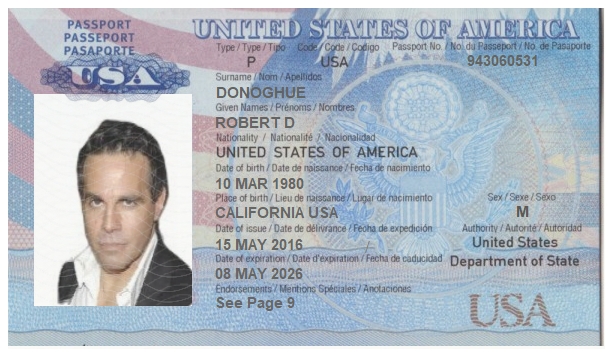 PASSPORT
PASSEPORT
PASAPORTE
USA
UNITED STATES OF AMERICA
Type / Type / Tipo Code / Code / Codigo Passport No. / No. du Passeport / No. de Pasaporte
P USA 943060531
Surname / Nom / Apellidos
DONOGHUE
Given Names / Prénoms / Nombres
ROBERT D
Nationality / Nationalité / Nacionalidad
UNITED STATES OF AMERICA
Date of birth / Date de naissance / Fecha de nacimiento
10 MAR 1980
Place of birth / Lieu de naissance / Lugar de nacimiento Sex / Sexe / Sexo
CALIFORNIA USA M
Date of issue / Date de délivrance / Fecha de expedición Authority / Autorité / Autoridad
15 MAY 2016 United States
Date of expiration / Date d'expiration / Fecha de caducidad Department of State
08 MAY 2026
Endorsements / Mentions Spéciales / Anotaciones
See Page 9
USA